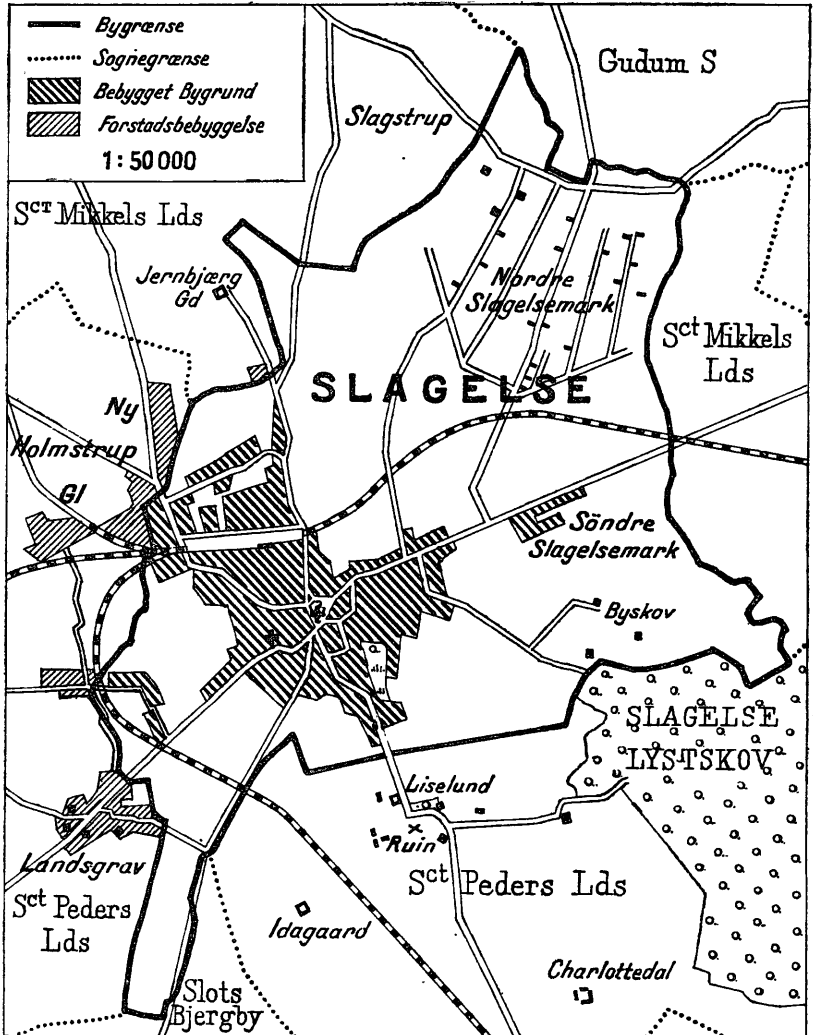 Bygrænse
Sognegrænse
Bebygget Bygrund
Forstadsbebyggelse
1:50000
Gudum S
Slagstrup
Sct Mikkels Lds
Jernbjærg
Gd
Nordre
Slagelsemark
Sct Mikkels
Lds
SLAGELSE
Ny
Holmstrup
Gl
Söndre
Slagelsemark
Byskov
SLAGELSE
LYSTSKOV
Liselund
Ruin
Landsgrav
Sct Peders Lds
Sct Peders
Lds
Idagaard
Charlottedal
Slots
Bjergby